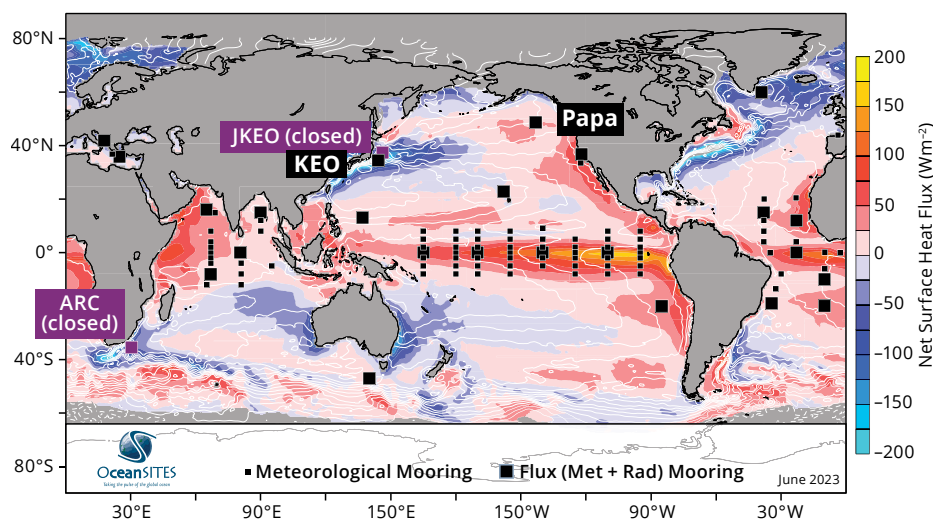 80°N
40°N
0°
40°S
80°S
JKEO (closed)
KEO
Papa
ARC
(closed)
OceanSITES
Taking the pulse of the global ocean
Meteorological Mooring
Flux (Met + Rad) Mooring
June 2023
30°E
90°E
150°E
150°W
90°W
30°W
200
150
100
50
0
−50
−100
−150
−200
Net Surface Heat Flux (Wm⁻²)